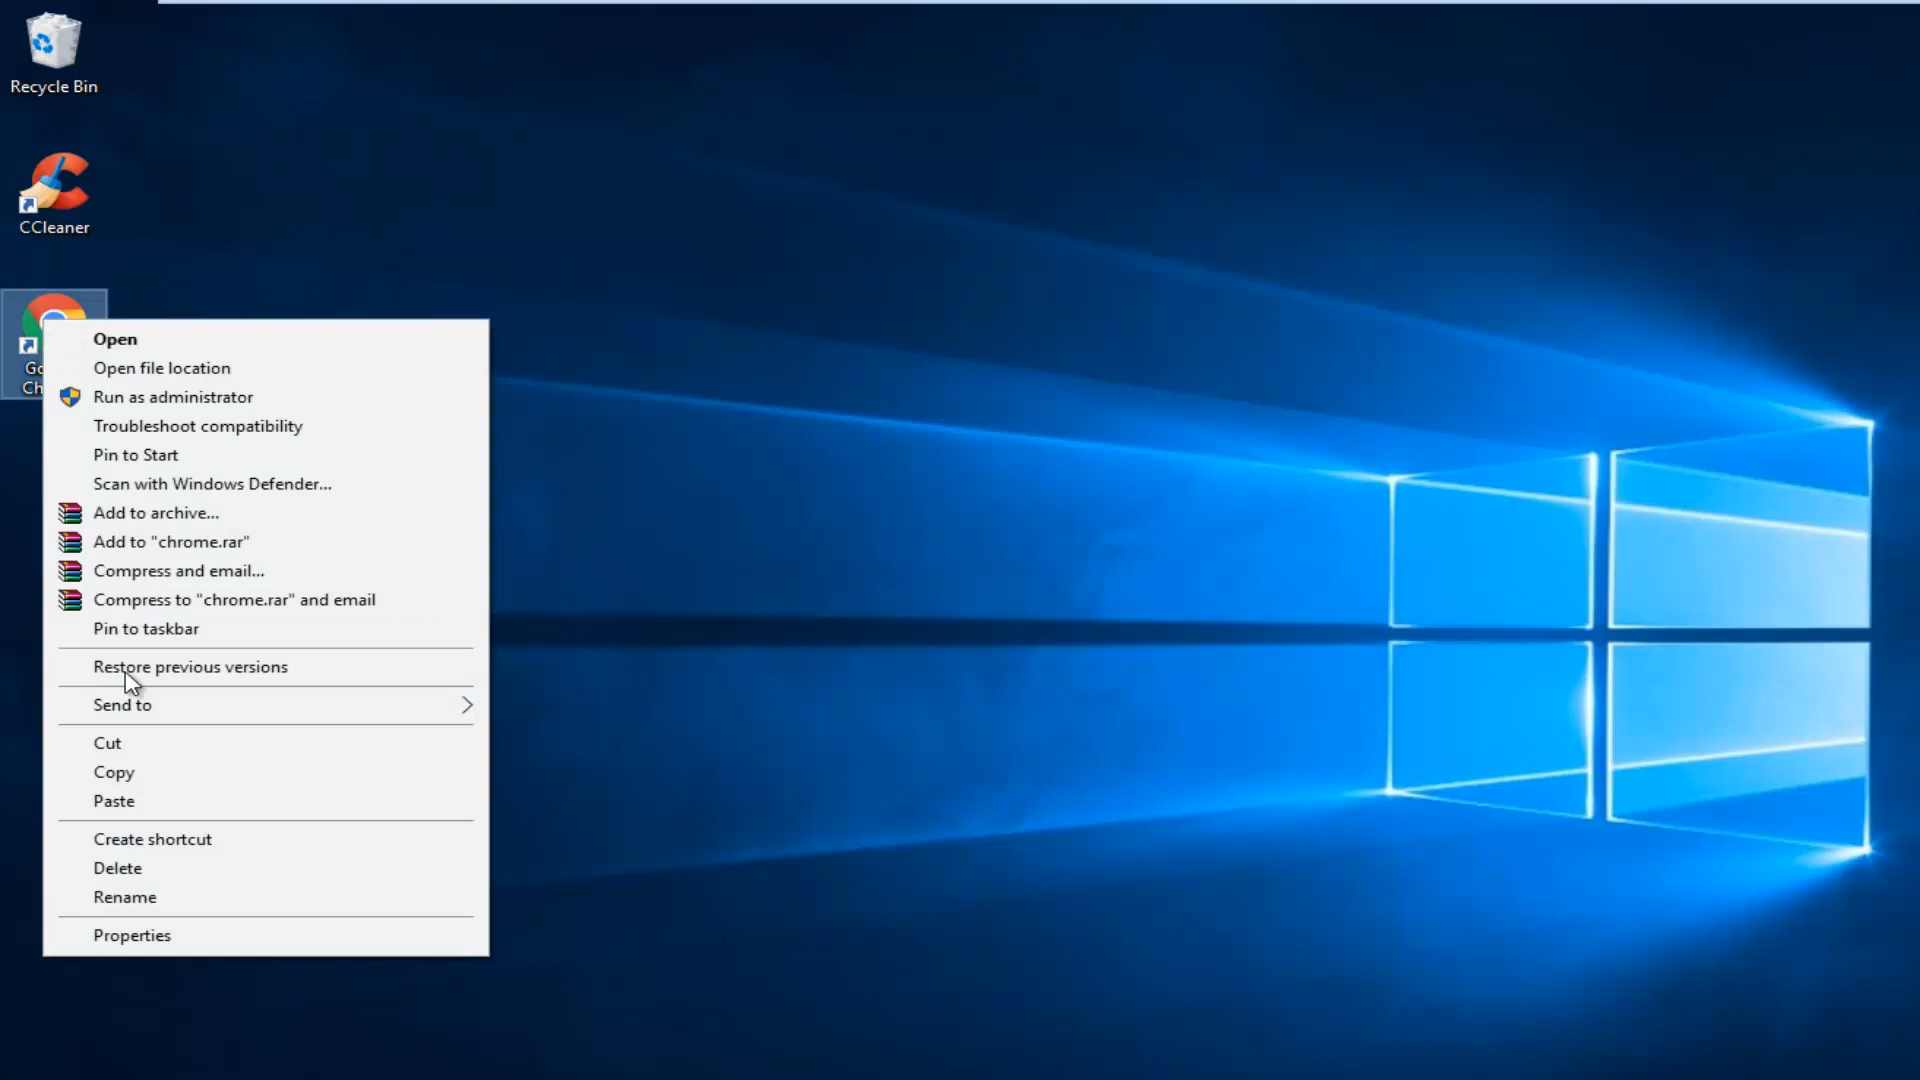 Recycle Bin
CCleaner
Open
Open file location
Run as administrator
Troubleshoot compatibility
Pin to Start
Scan with Windows Defender...
Add to archive...
Add to "chrome.rar"
Compress and email...
Compress to "chrome.rar" and email
Pin to taskbar
Restore previous versions
Send to
Cut
Copy
Paste
Create shortcut
Delete
Rename
Properties